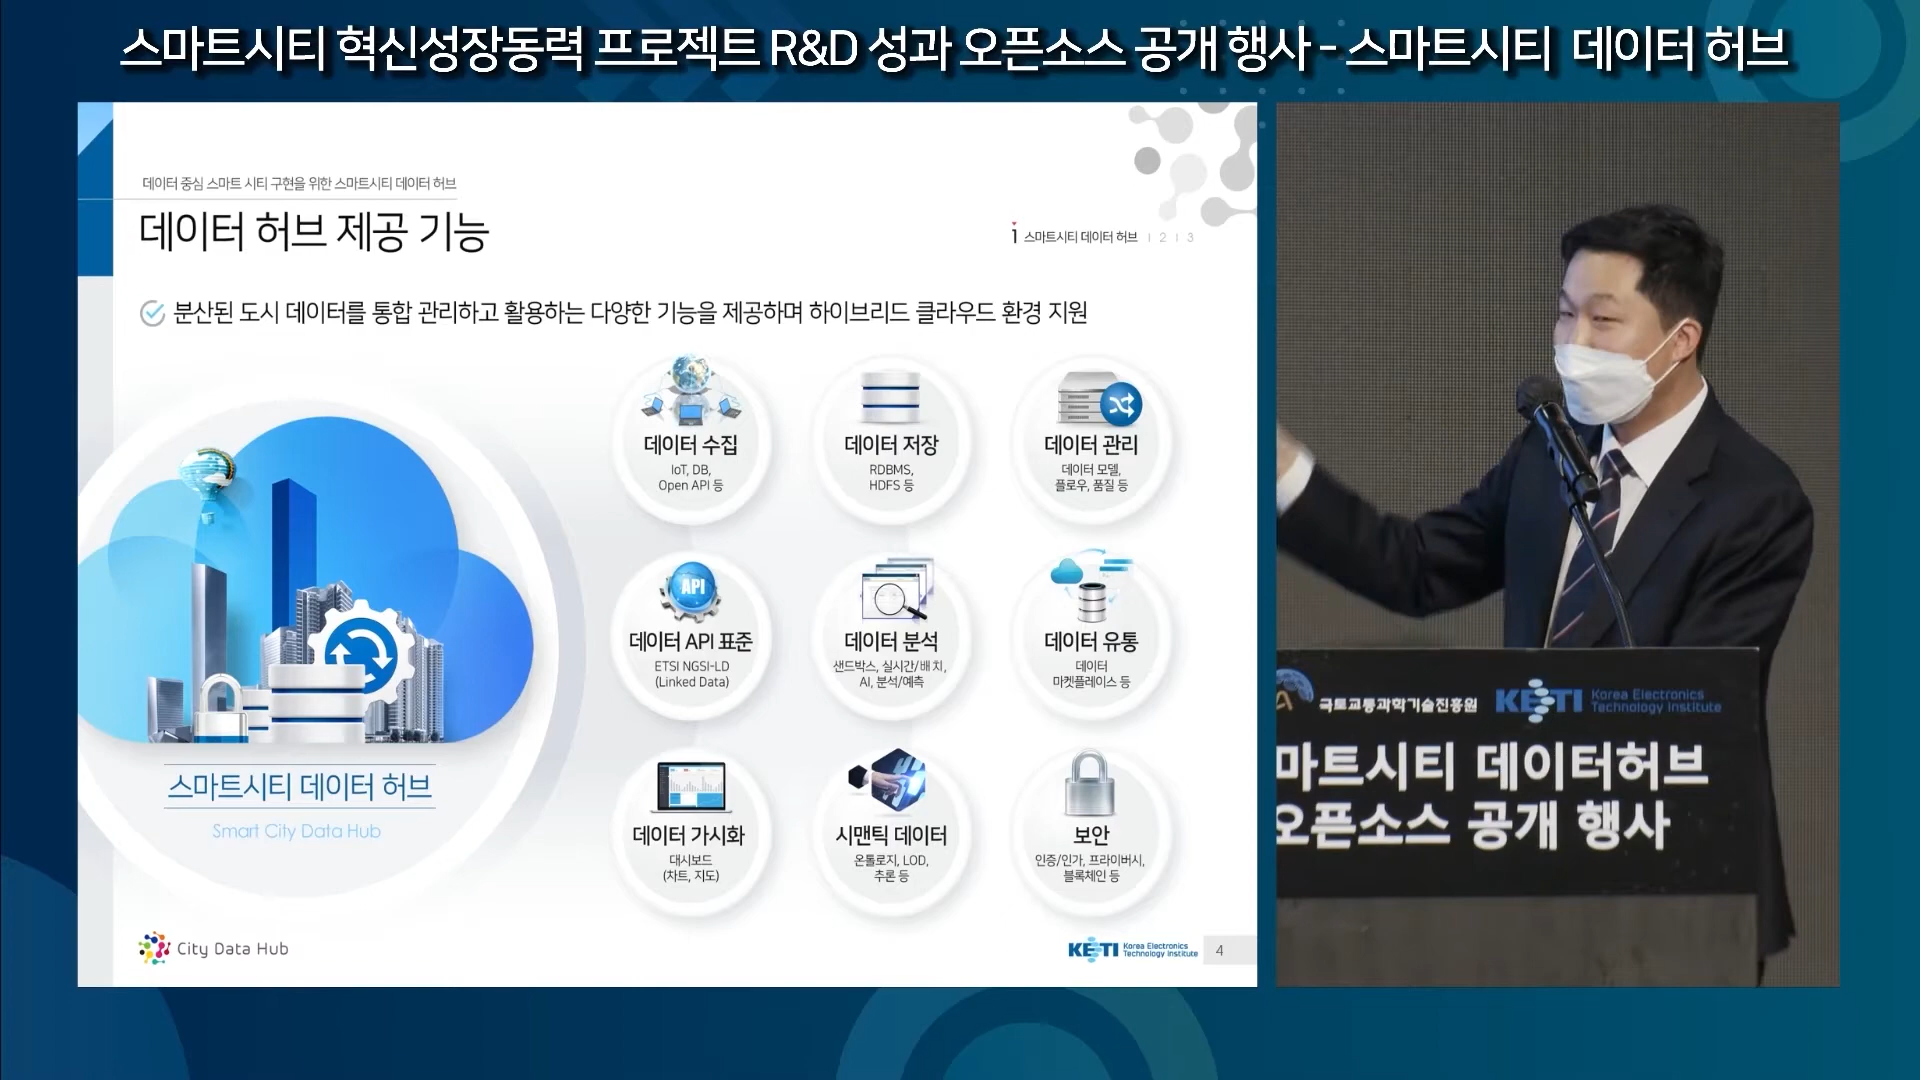 스마트시티 혁신성장동력 프로젝트 R&D 성과 오픈소스 공개 행사 - 스마트시티 데이터 허브
데이터 중심 스마트 시티 구현을 위한 스마트시티 데이터 허브
데이터 허브 제공 기능
1 스마트시티 데이터 허브 | 2 | 3
분산된 도시 데이터를 통합 관리하고 활용하는 다양한 기능을 제공하며 하이브리드 클라우드 환경 지원
데이터 수집
IoT, DB,
Open API 등
데이터 저장
RDBMS,
HDFS 등
데이터 관리
데이터 모델,
플로우, 품질 등
API
데이터 API 표준
ETSI NGSI-LD
(Linked Data)
데이터 분석
샌드박스, 실시간/배치,
AI, 분석/예측
데이터 유통
데이터
마켓플레이스 등
데이터 가시화
대시보드
(차트, 지도)
시맨틱 데이터
온톨로지, LOD,
추론 등
보안
인증/인가, 프라이버시,
블록체인 등
스마트시티 데이터 허브
Smart City Data Hub
City Data Hub
KETI Korea Electronics
Technology Institute
4
국토교통과학기술진흥원
KETI Korea Electronics
Technology Institute
마트시티 데이터허브
오픈소스 공개 행사